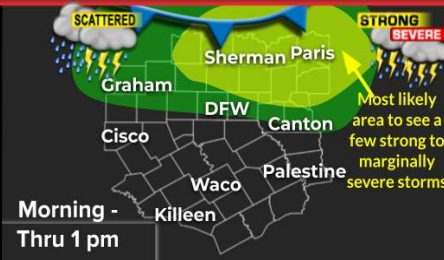 SCATTERED
STRONG
SEVERE
Sherman Paris
Graham
DFW
Canton
Cisco
Waco
Palestine
Killeen
Most likely
area to see a
few strong to
marginally
severe storms
Morning -
Thru 1 pm